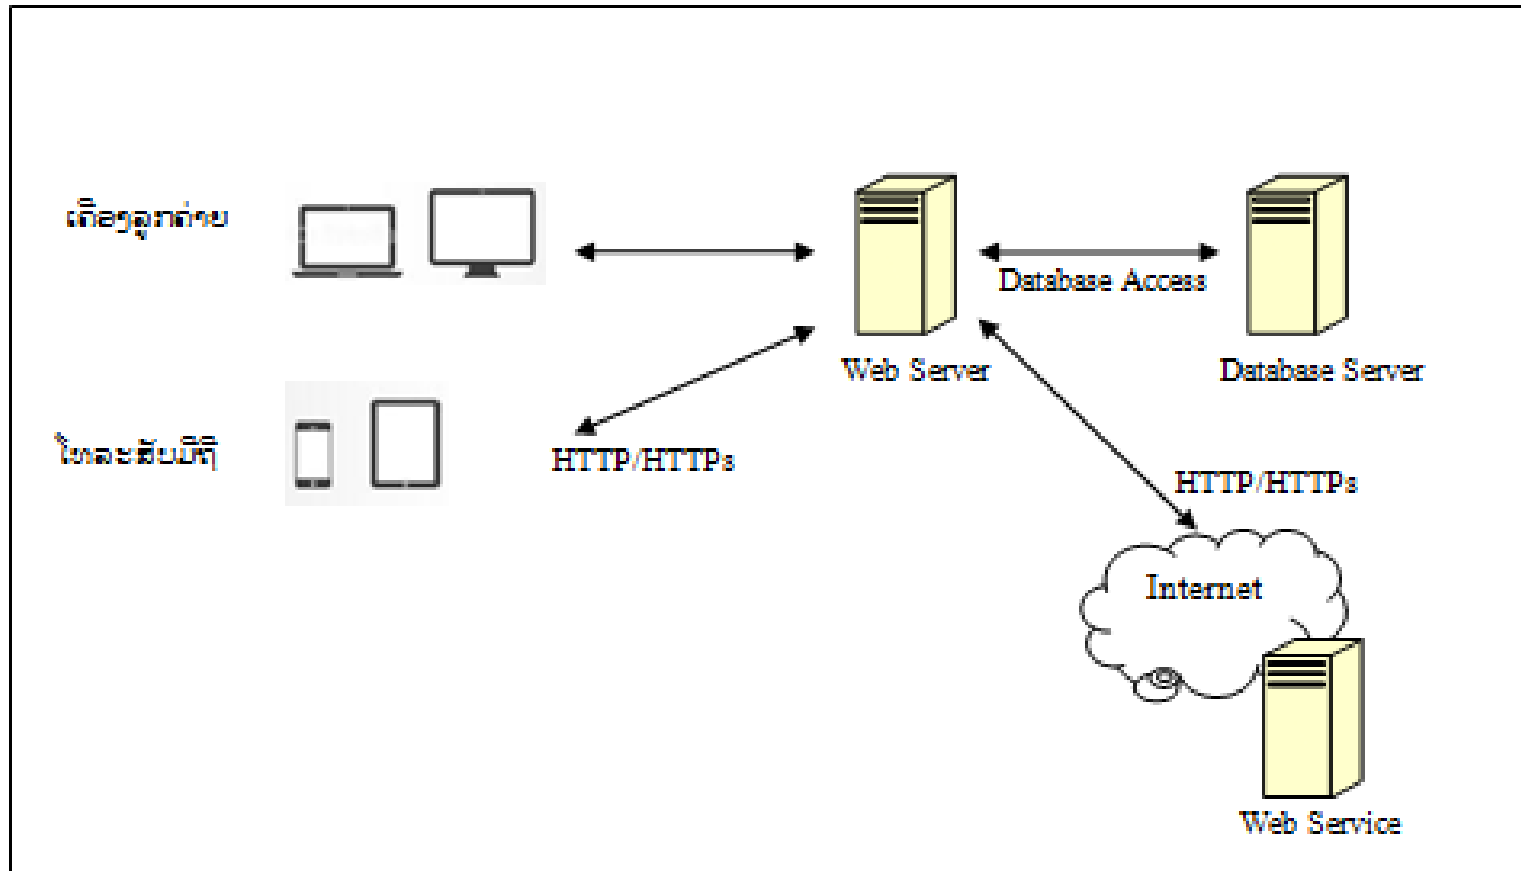 ເຄື່ອງລູກຄ່າຍ
Database Access
Web Server
Database Server
ໂທລະສັບມືຖື
HTTP/HTTPs
HTTP/HTTPs
Internet
Web Service